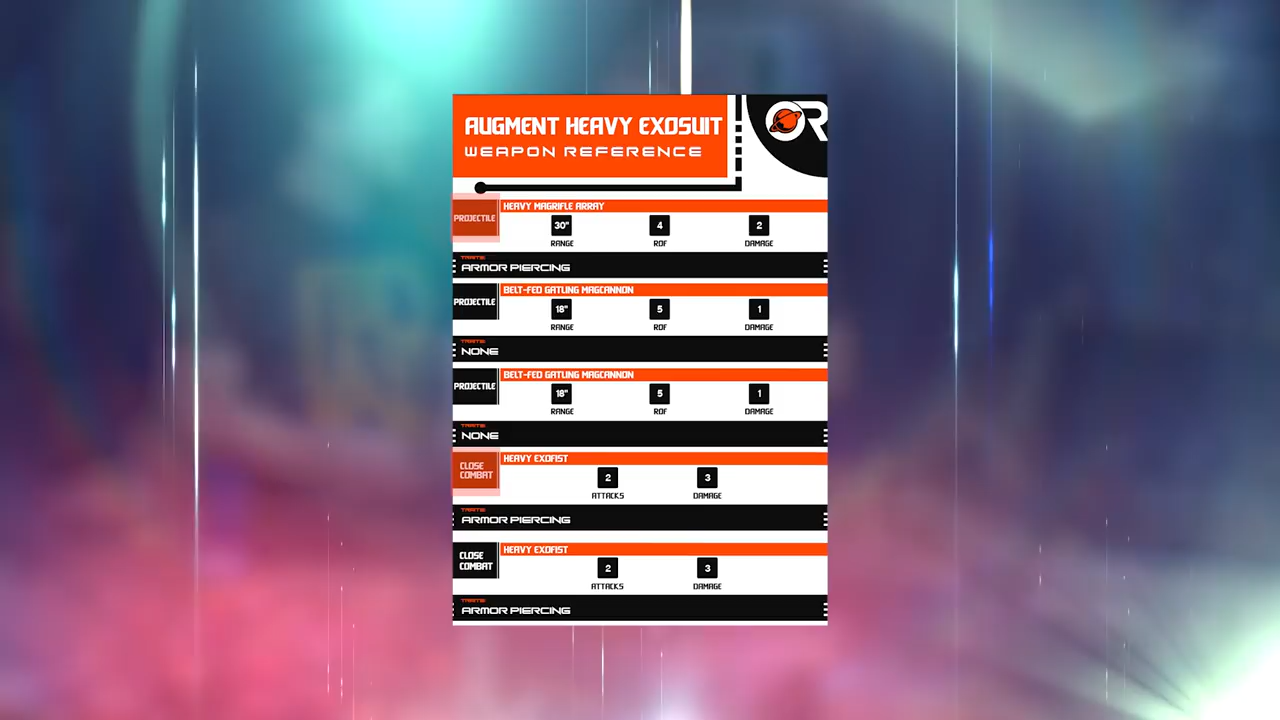 AUGMENT HEAVY EXOSUIT
WEAPON REFERENCE
OR
PROJECTILE
HEAVY MAGRIFLE ARRAY
30" 4 2
RANGE ROF DAMAGE
TRAITS:
ARMOR PIERCING
PROJECTILE
BELT-FED GATLING MAGCANNON
18" 5 1
RANGE ROF DAMAGE
TRAITS:
NONE
PROJECTILE
BELT-FED GATLING MAGCANNON
18" 5 1
RANGE ROF DAMAGE
TRAITS:
NONE
CLOSE
COMBAT
HEAVY EXOFIST
2 3
ATTACKS DAMAGE
TRAITS:
ARMOR PIERCING
CLOSE
COMBAT
HEAVY EXOFIST
2 3
ATTACKS DAMAGE
TRAITS:
ARMOR PIERCING